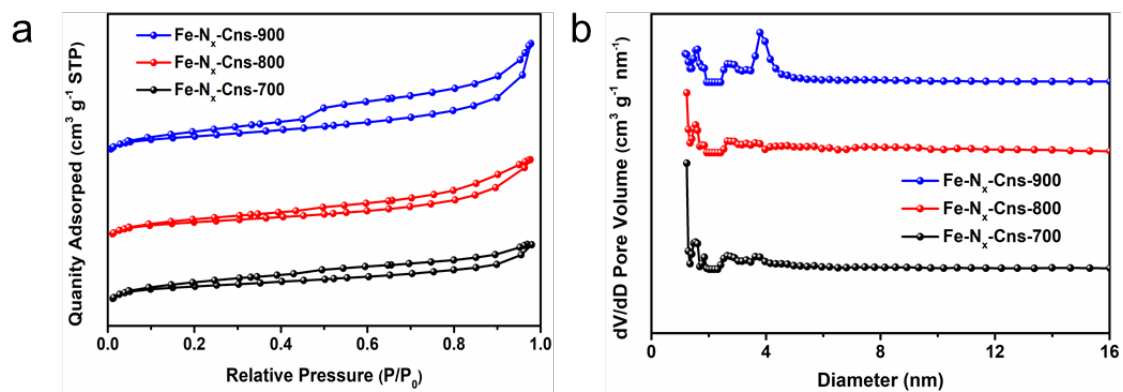 a
Fe-Nₓ-Cns-900
Fe-Nₓ-Cns-800
Fe-Nₓ-Cns-700
Quanity Adsorped (cm³ g⁻¹ STP)
0.0 0.2 0.4 0.6 0.8 1.0
Relative Pressure (P/P₀)
b
Fe-Nₓ-Cns-900
Fe-Nₓ-Cns-800
Fe-Nₓ-Cns-700
dV/dD Pore Volume (cm³ g⁻¹ nm⁻¹)
0 4 8 12 16
Diameter (nm)